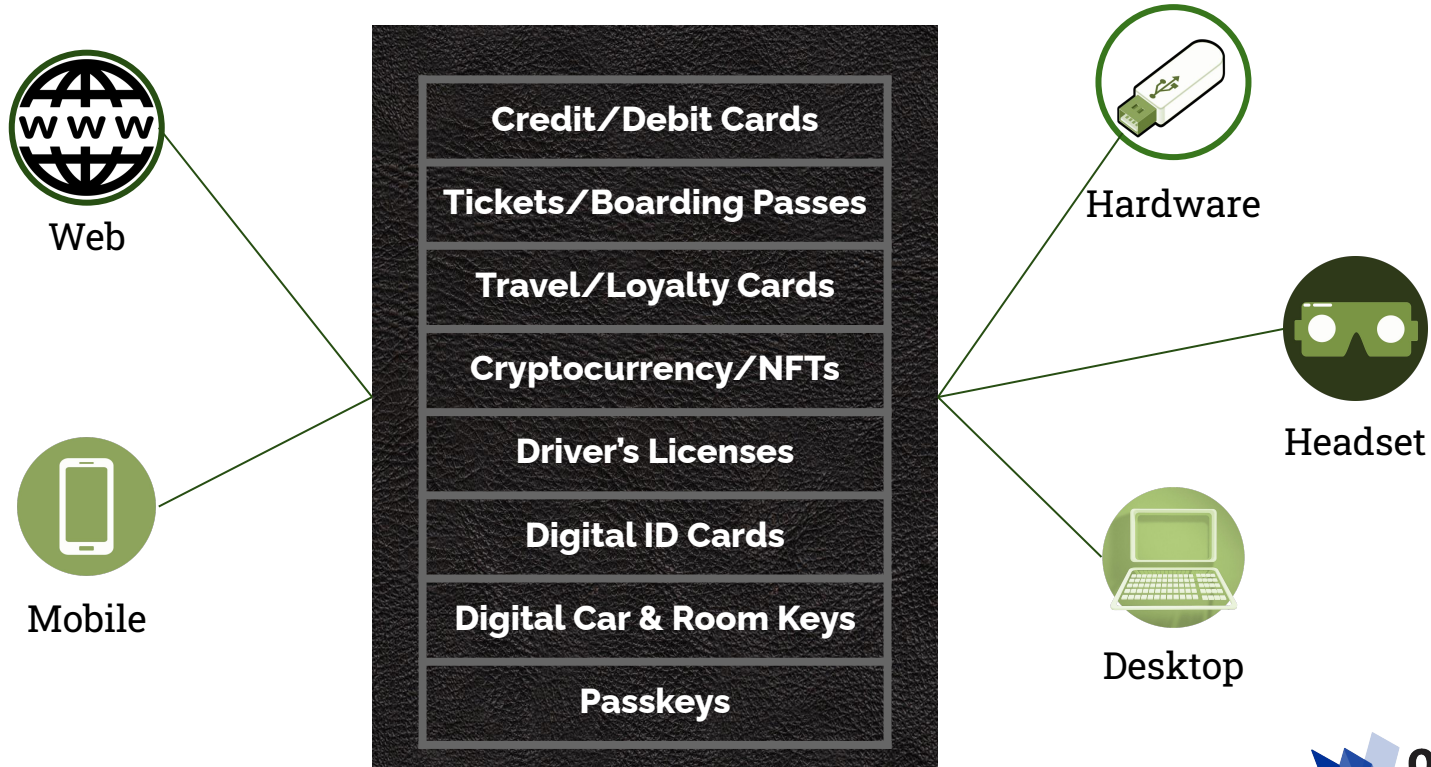 WWW
Web
Mobile
Credit/Debit Cards
Tickets/Boarding Passes
Travel/Loyalty Cards
Cryptocurrency/NFTs
Driver’s Licenses
Digital ID Cards
Digital Car & Room Keys
Passkeys
Hardware
Headset
Desktop